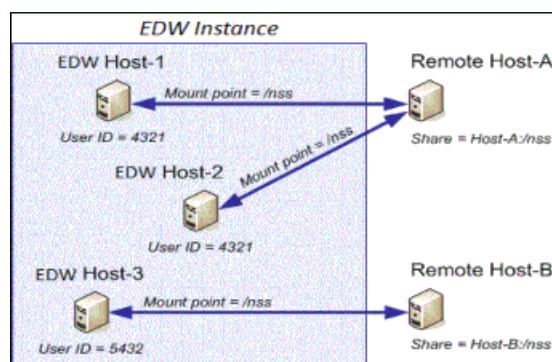 EDW Instance
EDW Host-1
Remote Host-A
Mount point = /nss
User ID = 4321
Share = Host-A:/nss
Mount point = /nss
EDW Host-2
User ID = 4321
EDW Host-3
Remote Host-B
Mount point = /nss
User ID = 5432
Share = Host-B:/nss